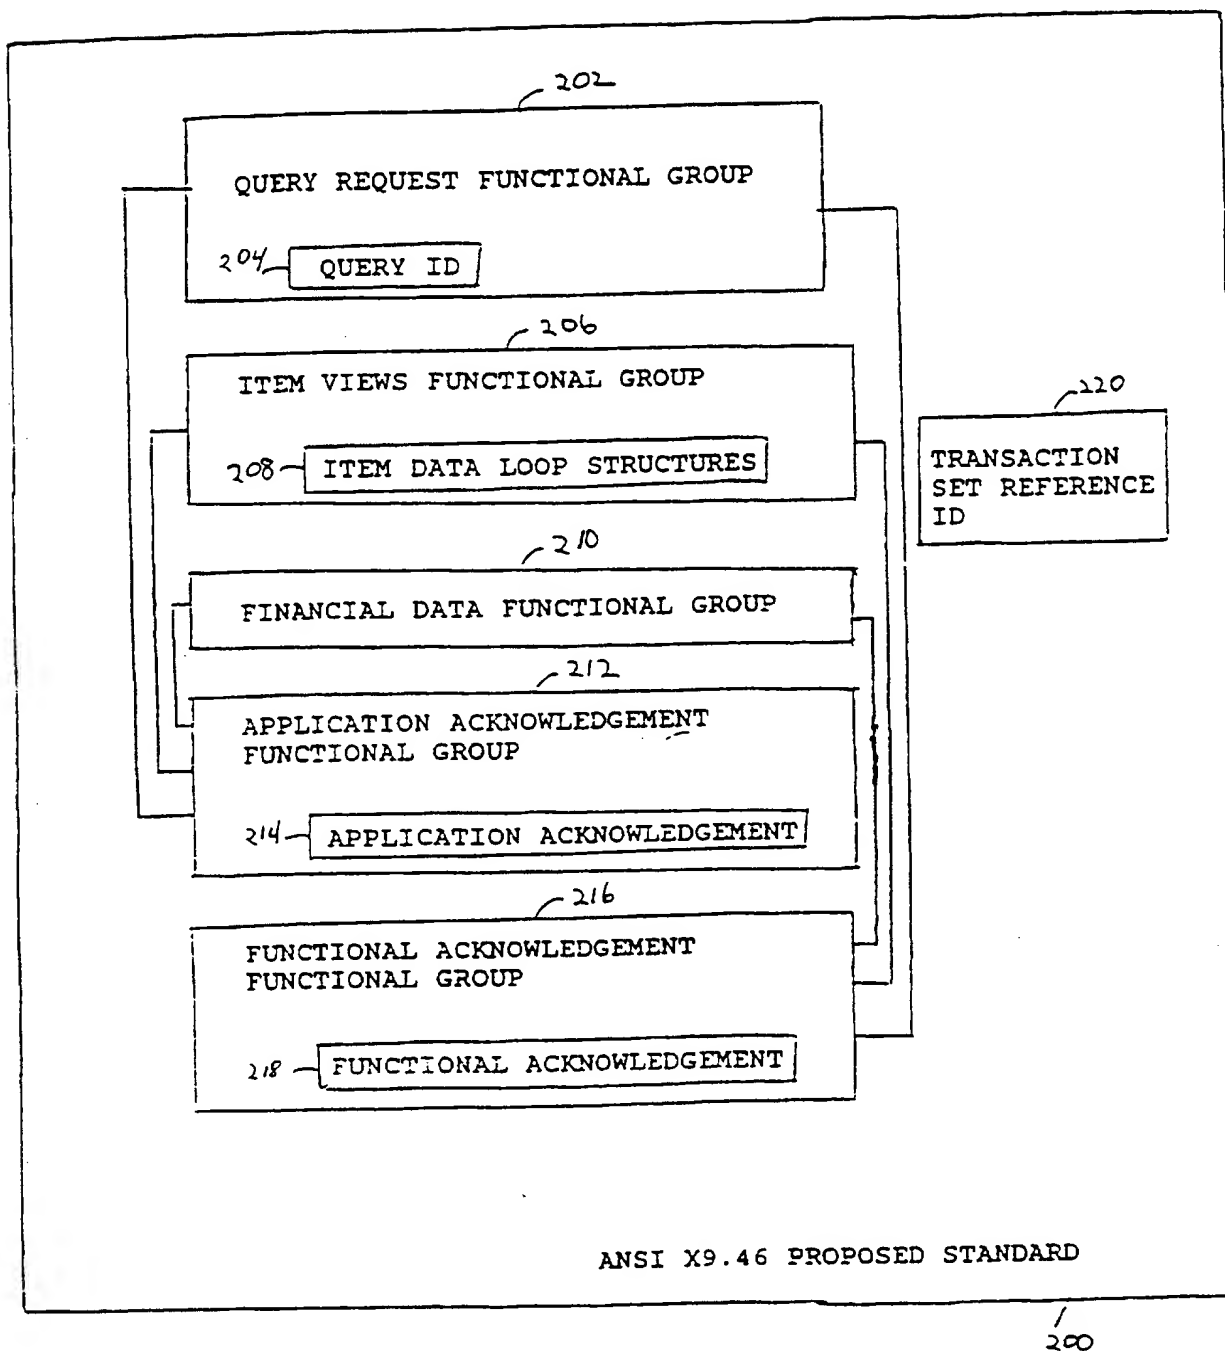 202
QUERY REQUEST FUNCTIONAL GROUP
204
QUERY ID
206
ITEM VIEWS FUNCTIONAL GROUP
208
ITEM DATA LOOP STRUCTURES
220
TRANSACTION
SET REFERENCE
ID
210
FINANCIAL DATA FUNCTIONAL GROUP
212
APPLICATION ACKNOWLEDGEMENT
FUNCTIONAL GROUP
214
APPLICATION ACKNOWLEDGEMENT
216
FUNCTIONAL ACKNOWLEDGEMENT
FUNCTIONAL GROUP
218
FUNCTIONAL ACKNOWLEDGEMENT
ANSI X9.46 PROPOSED STANDARD
200